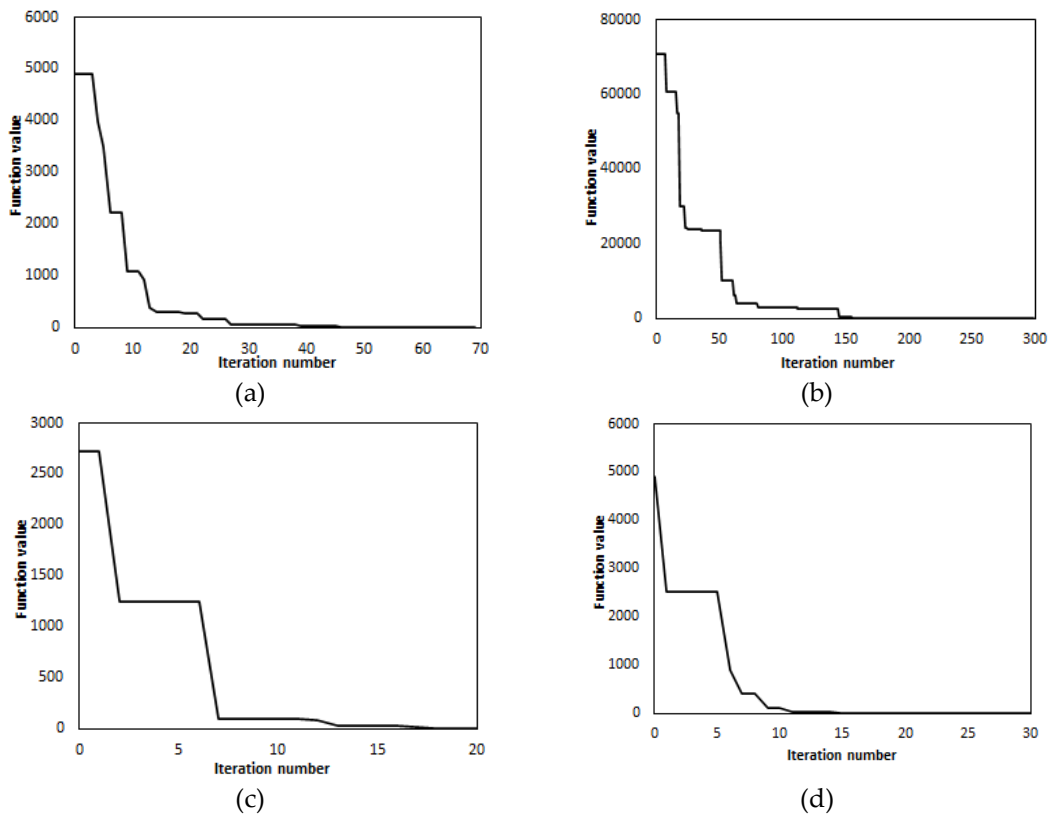 6000
5000
4000
3000
2000
1000
0
Function value
0 10 20 30 40 50 60 70
Iteration number
(a)
80000
60000
40000
20000
0
Function value
0 50 100 150 200 250 300
Iteration number
(b)
3000
2500
2000
1500
1000
500
0
Function value
0 5 10 15 20
Iteration number
(c)
6000
5000
4000
3000
2000
1000
0
Function value
0 5 10 15 20 25 30
Iteration number
(d)